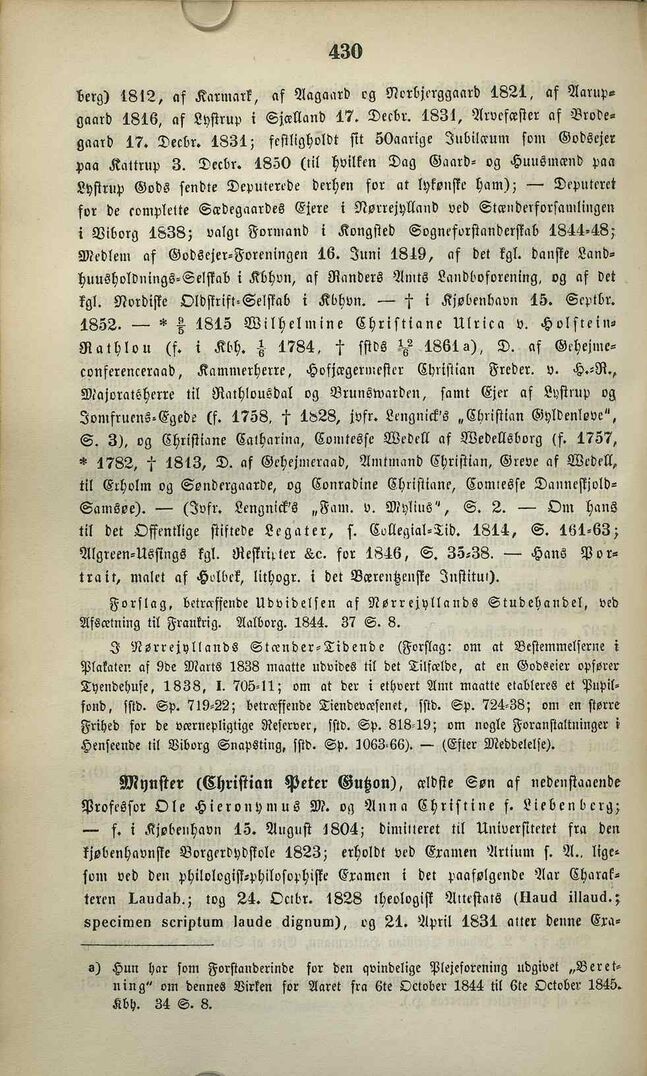 430
berg) 1812, af Karmark, af Aagaard og Norbjerggaard 1821, af Aarup-
gaard 1816, af Lystrup i Sjælland 17. Decbr. 1831, Arvefæster af Brode-
gaard 17. Decbr. 1831; festligholdt sit 50aarige Jubilæum som Godsejer
paa Kattrup 3. Decbr. 1850 (til hvilken Dag Gaard- og Huusmænd paa
Lystrup Gods sendte Deputerede derhen for at lykønske ham); — Deputeret
for de complette Sædegaardes Ejere i Nørrejylland ved Stænderforsamlingen
i Viborg 1838; valgt Formand i Kongsted Sogneforstanderskab 1844-48;
Medlem af Godsejer-Foreningen 16. Juni 1849, af det kgl. danske Land-
huusholdnings-Selskab i Kbhvn, af Randers Amts Landboforening, og af det
kgl. Nordiske Oldskrift-Selskab i Kbhvn. — † i Kjøbenhavn 15. Septbr.
1852. — * 9/5 1815 Wilhelmine Christiane Ulrica v. Holstein-
Rathlou (f. i Kbh. 1/6 1784, † sstds 12/6 1861 a), D. af Geheime-
conferenceraad, Kammerherre, Hofjægermester Christian Freder. v. H.-R.,
Majoratsherre til Rathlousdal og Brunswarden, samt Ejer af Lystrup og
Jomfruens-Egede (f. 1758, † 1828, jvfr. Lengnick's „Christian Gyldenløve",
S. 3), og Christiane Catharina, Comtesse Wedell af Wedellsborg (f. 1757,
* 1782, † 1813, D. af Gehejmeraad, Amtmand Christian, Greve af Wedell,
til Erholm og Søndergaarde, og Conradine Christiane, Comtesse Danneskjold-
Samsøe). — (Jvfr. Lengnick's „Fam. v. Mylius", S. 2. — Om hans
til det Offentlige stiftede Legater, s. Collegial-Tid. 1814, S. 161-63;
Algreen-Ussings kgl. Reskripter &c. for 1846, S. 35-38. — Hans Por-
trait, malet af Holbek, lithogr. i det Bærentzenske Institut).
Forslag, betræffende Udvidelsen af Nørrejyllands Studehandel, ved
Afsætning til Frankrig. Aalborg. 1844. 37 S. 8.
I Nørrejyllands Stænder-Tidende (Forslag: om at Bestemmelserne i
Plakaten af 9de Marts 1838 maatte udvides til det Tilfælde, at en Godseier opfører
Tyendehuse, 1838, I. 705-11; om at der i ethvert Amt maatte etableres et Pupil-
fond, sstd. Sp. 719-22; betræffende Tiendevæsenet, sstd. Sp. 724-38; om en større
Frihed for de værnepligtige Reserver, sstd. Sp. 818-19; om nogle Foranstaltninger i
Henseende til Viborg Snapsting, sstd. Sp. 1063-66). — (Efter Meddelelse).
Mynster (Christian Peter Gutzon), ældste Søn af nedenstaaende
Professor Ole Hieronymus M. og Anna Christine f. Liebenberg;
— f. i Kjøbenhavn 15. August 1804; dimitteret til Universitetet fra den
kjøbenhavnske Borgerdydskole 1823; erholdt ved Examen Artium s. A., lige-
som ved den philologisk-philosophiske Examen i det paafølgende Aar Charak-
teren Laudab.; tog 24. Octbr. 1828 theologisk Attestats (Haud illaud.;
specimen scriptum laude dignum), og 21. April 1831 atter denne Exa-
a) Hun har som Forstanderinde for den qvindelige Plejeforening udgivet „Beret-
ning" om dennes Virken for Aaret fra 6te October 1844 til 6te October 1845.
Kbh. 34 S. 8.